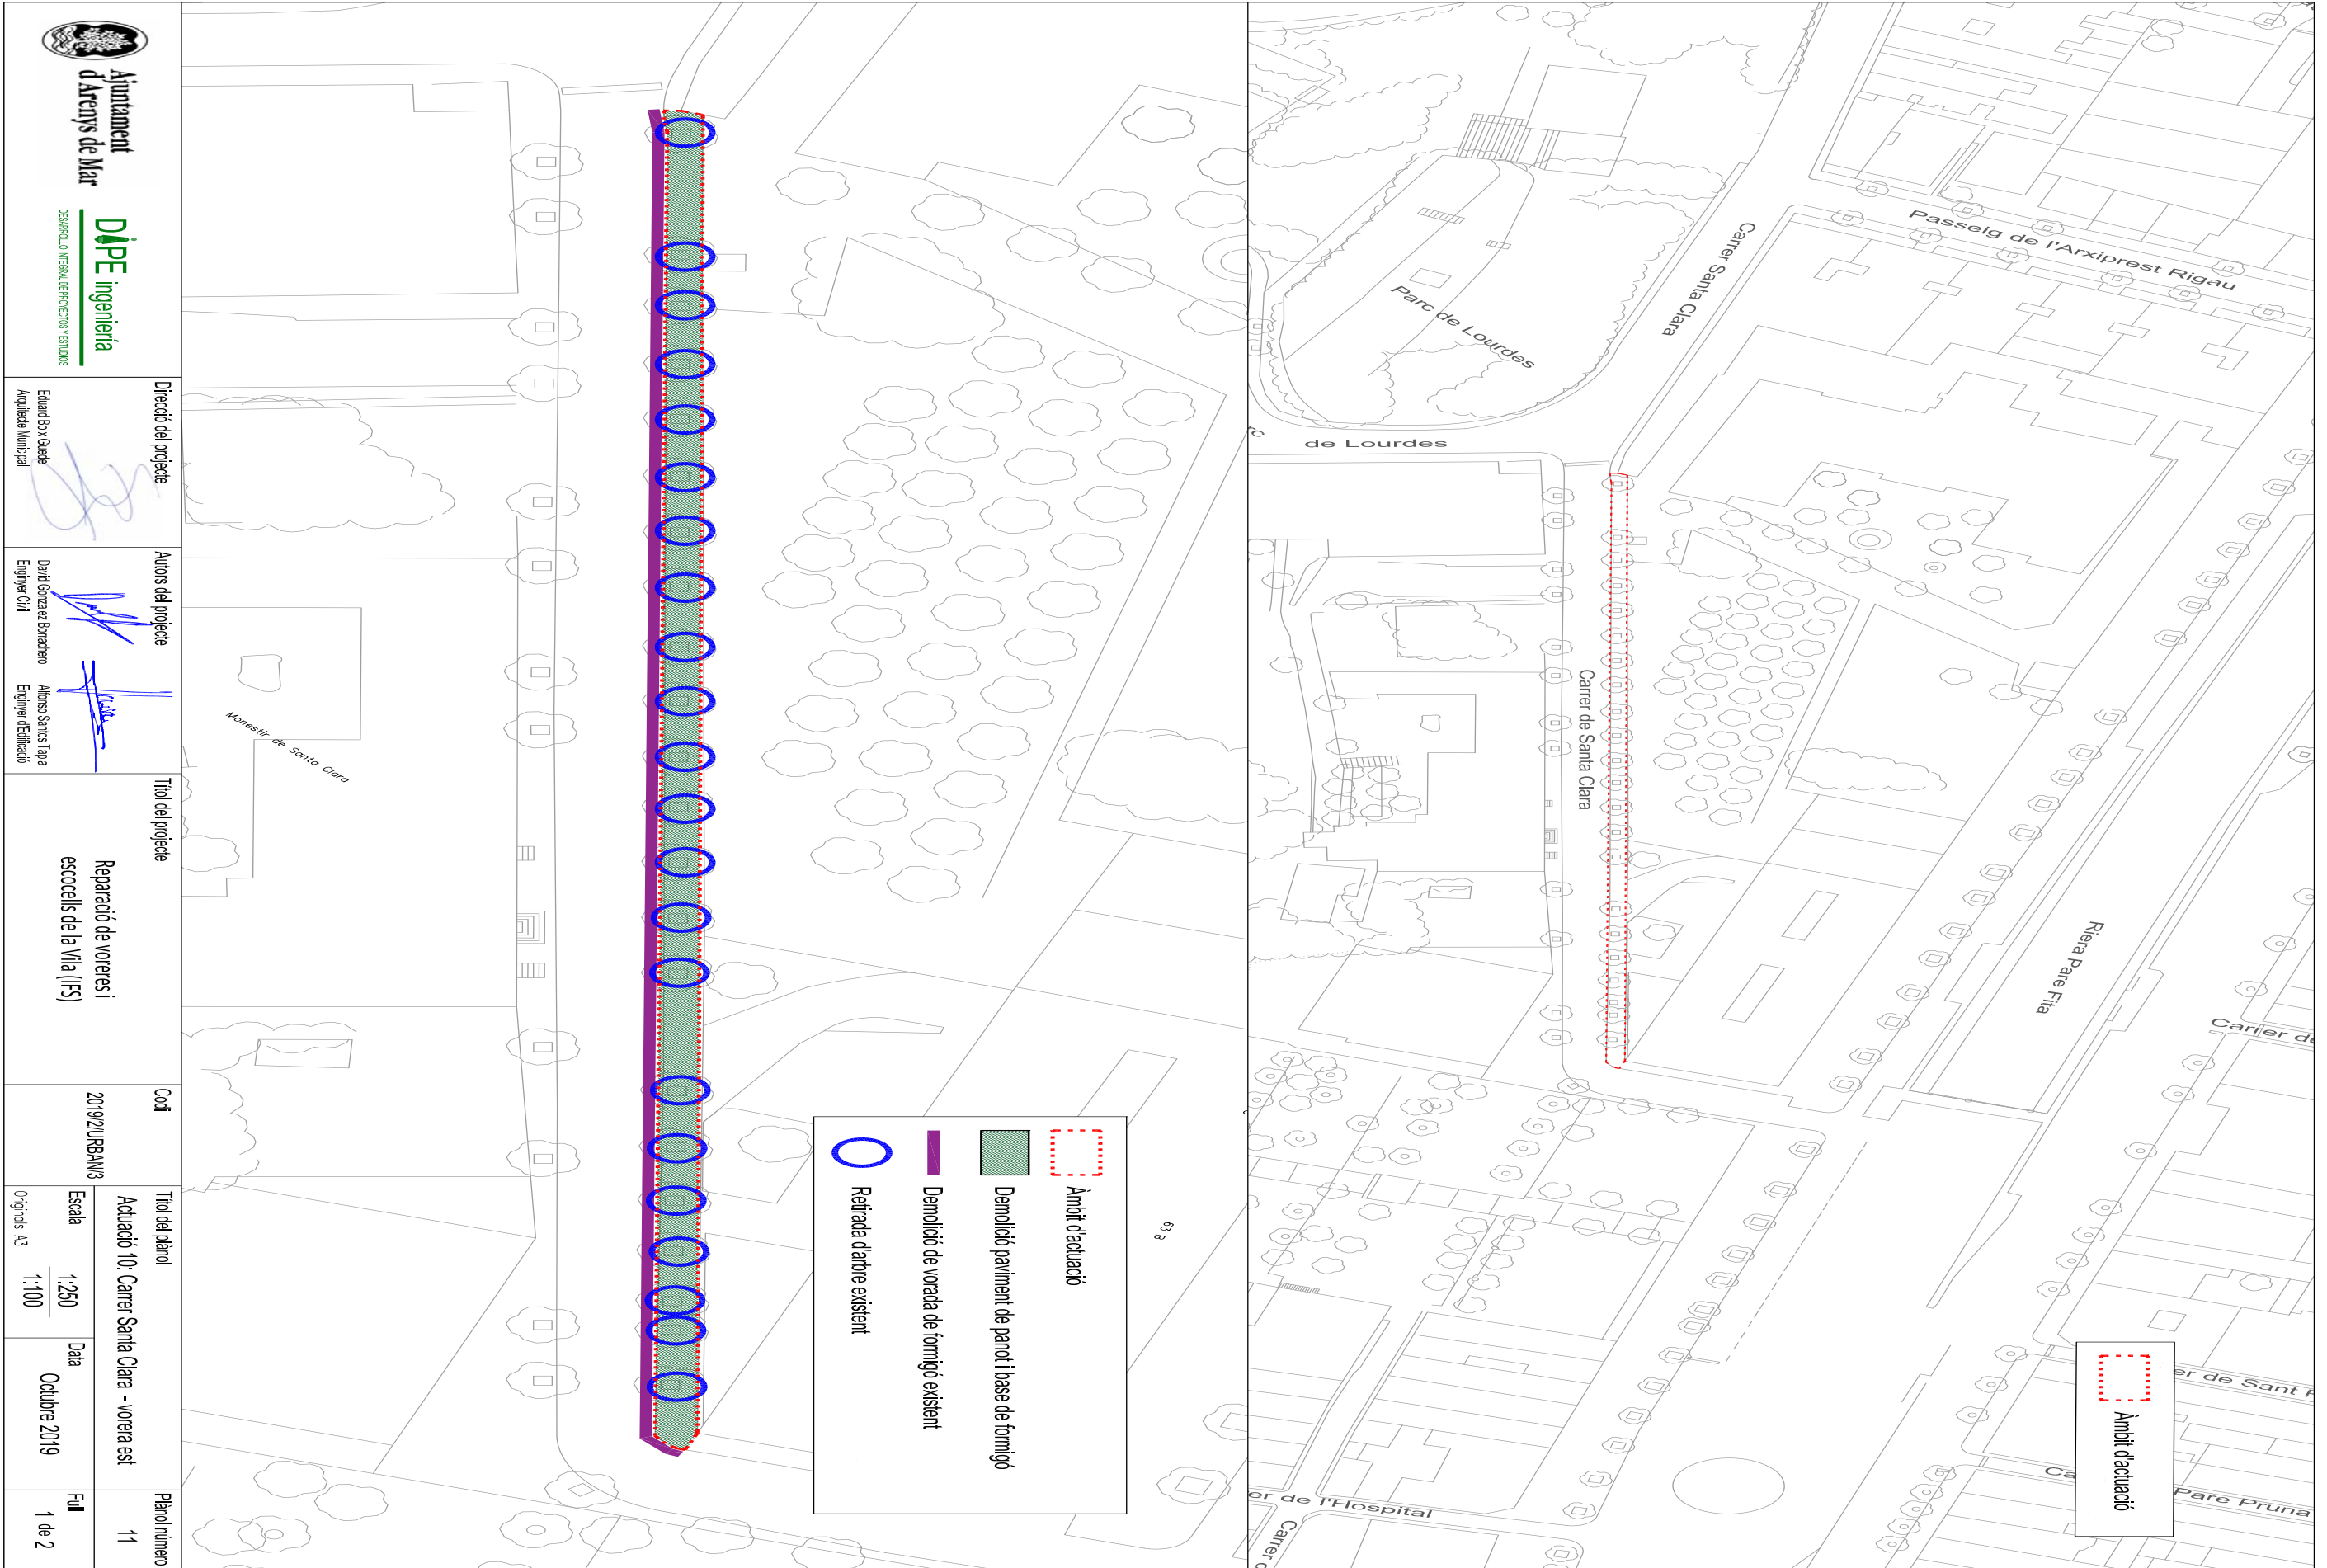 Passeig de l'Arxiprest Rigau
Carrer Santa Clara
Parc de Lourdes
de Lourdes
Carrer de Santa Clara
Riera Pare Fita
Carrer de
er de Sant
Pare Pruna
er de l'Hospital
Carrer
Àmbit d'actuació
63 B
Monestir de Santa Clara
Àmbit d'actuació
Demolició paviment de panot i base de formigó
Demolició de vorada de formigó existent
Retirada d'arbre existent
Ajuntament
d'Arenys de Mar
DIPE ingeniería
DESARROLLO INTEGRAL DE PROYECTOS Y ESTUDIOS
Direcció del projecte
Eduard Boix Guede
Arquitecte Municipal
Autors del projecte
David Gonzalez Borrachero
Enginyer Civil
Alfonso Santos Tapia
Enginyer d'Edificació
Títol del projecte
Reparació de voreres i
escocells de la Vila (IFS)
Codi
2019/2/URBAN/3
Títol del plànol
Actuació 10: Carrer Santa Clara - vorera est
Escala
1:250
1:100
Originals A3
Data
Octubre 2019
Plànol número
11
Full
1 de 2